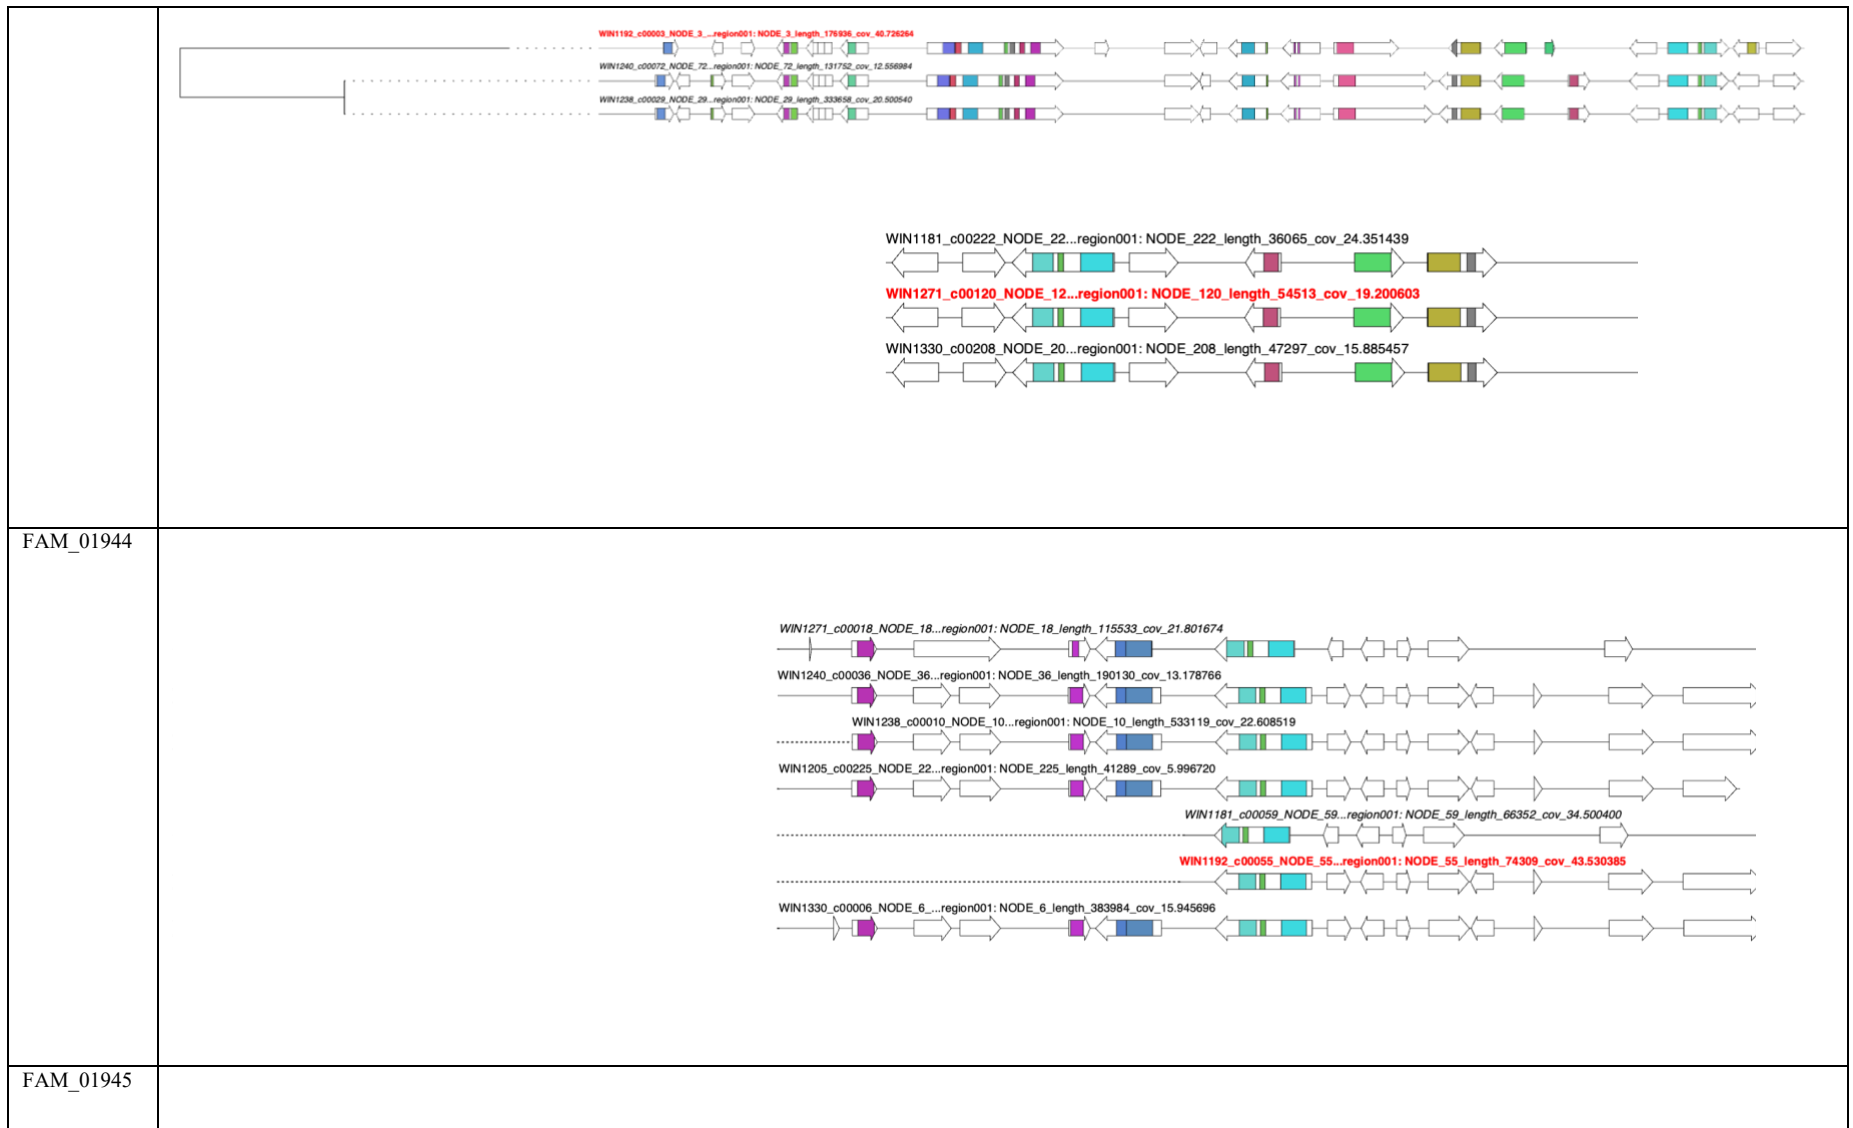 WIN1192_c00003_NODE_3_...region001: NODE_3_length_176936_cov_40.726264
WIN1240_c00072_NODE_72...region001: NODE_72_length_131752_cov_12.556984
WIN1238_c00029_NODE_29...region001: NODE_29_length_333658_cov_20.500540
WIN1181_c00222_NODE_22...region001: NODE_222_length_36065_cov_24.351439
WIN1271_c00120_NODE_12...region001: NODE_120_length_54513_cov_19.200603
WIN1330_c00208_NODE_20...region001: NODE_208_length_47297_cov_15.885457
FAM_01944
WIN1271_c00018_NODE_18...region001: NODE_18_length_115533_cov_21.801674
WIN1240_c00036_NODE_36...region001: NODE_36_length_190130_cov_13.178766
WIN1238_c00010_NODE_10...region001: NODE_10_length_533119_cov_22.608519
WIN1205_c00225_NODE_22...region001: NODE_225_length_41289_cov_5.996720
WIN1181_c00059_NODE_59...region001: NODE_59_length_66352_cov_34.500400
WIN1192_c00055_NODE_55...region001: NODE_55_length_74309_cov_43.530385
WIN1330_c00006_NODE_6_...region001: NODE_6_length_383984_cov_15.945696
FAM_01945